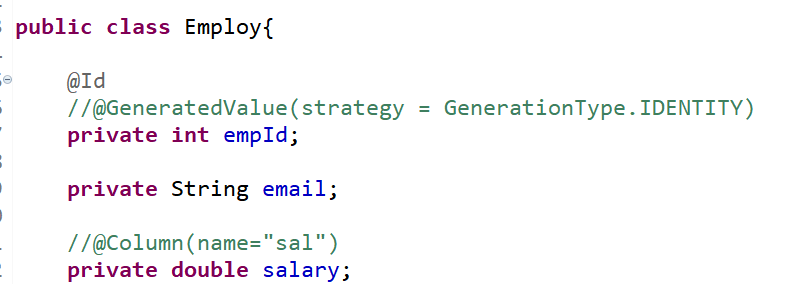 public class Employ{
@Id
//@GeneratedValue(strategy = GenerationType.IDENTITY)
private int empId;
private String email;
//@Column(name="sal")
private double salary;